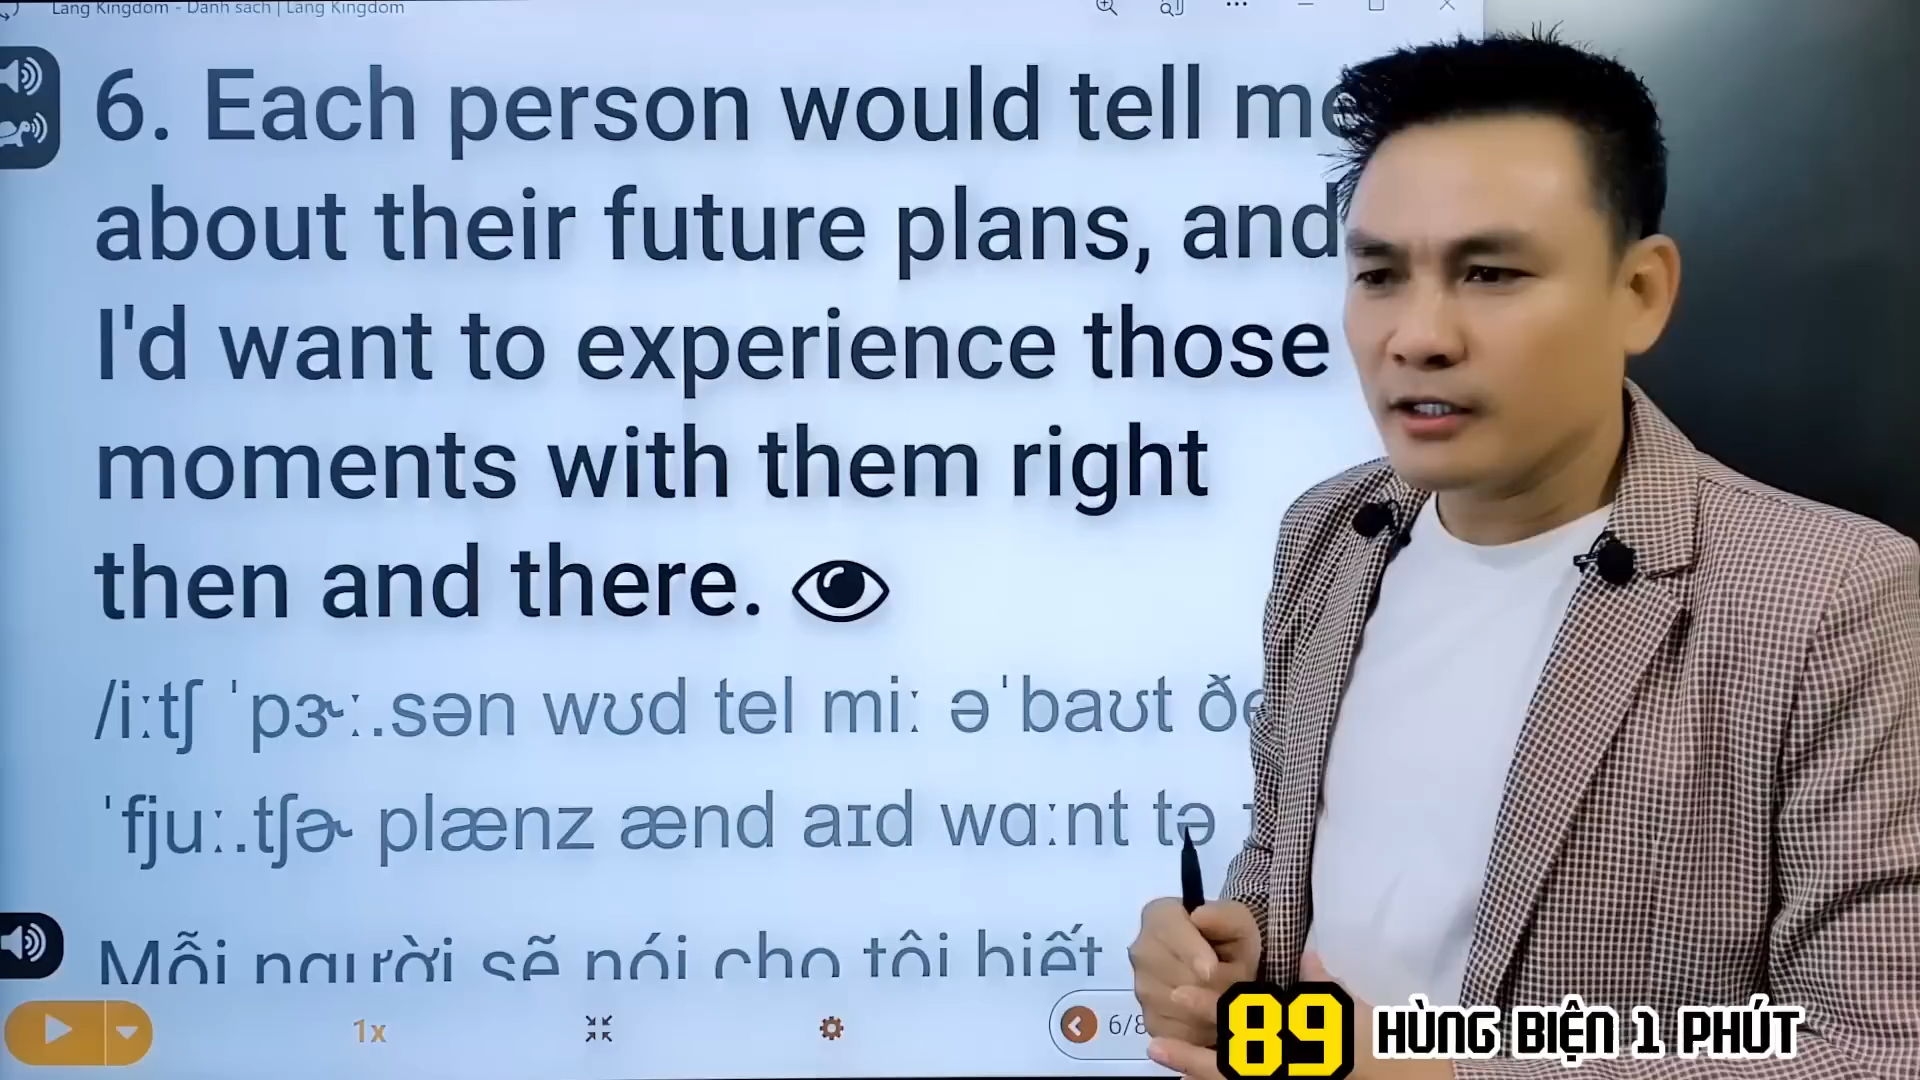 Lang Kingdom - Danh sách | Lang Kingdom
6. Each person would tell me
about their future plans, and
I'd want to experience those
moments with them right
then and there.
/iːtʃ ˈpɝː.sən wʊd tel miː əˈbaʊt
ˈfjuː.tʃɚ plænz ænd aɪd wɑːnt tə
Mỗi người sẽ nói cho tôi biết
1x
6/8
89 HÙNG BIỆN 1 PHÚT